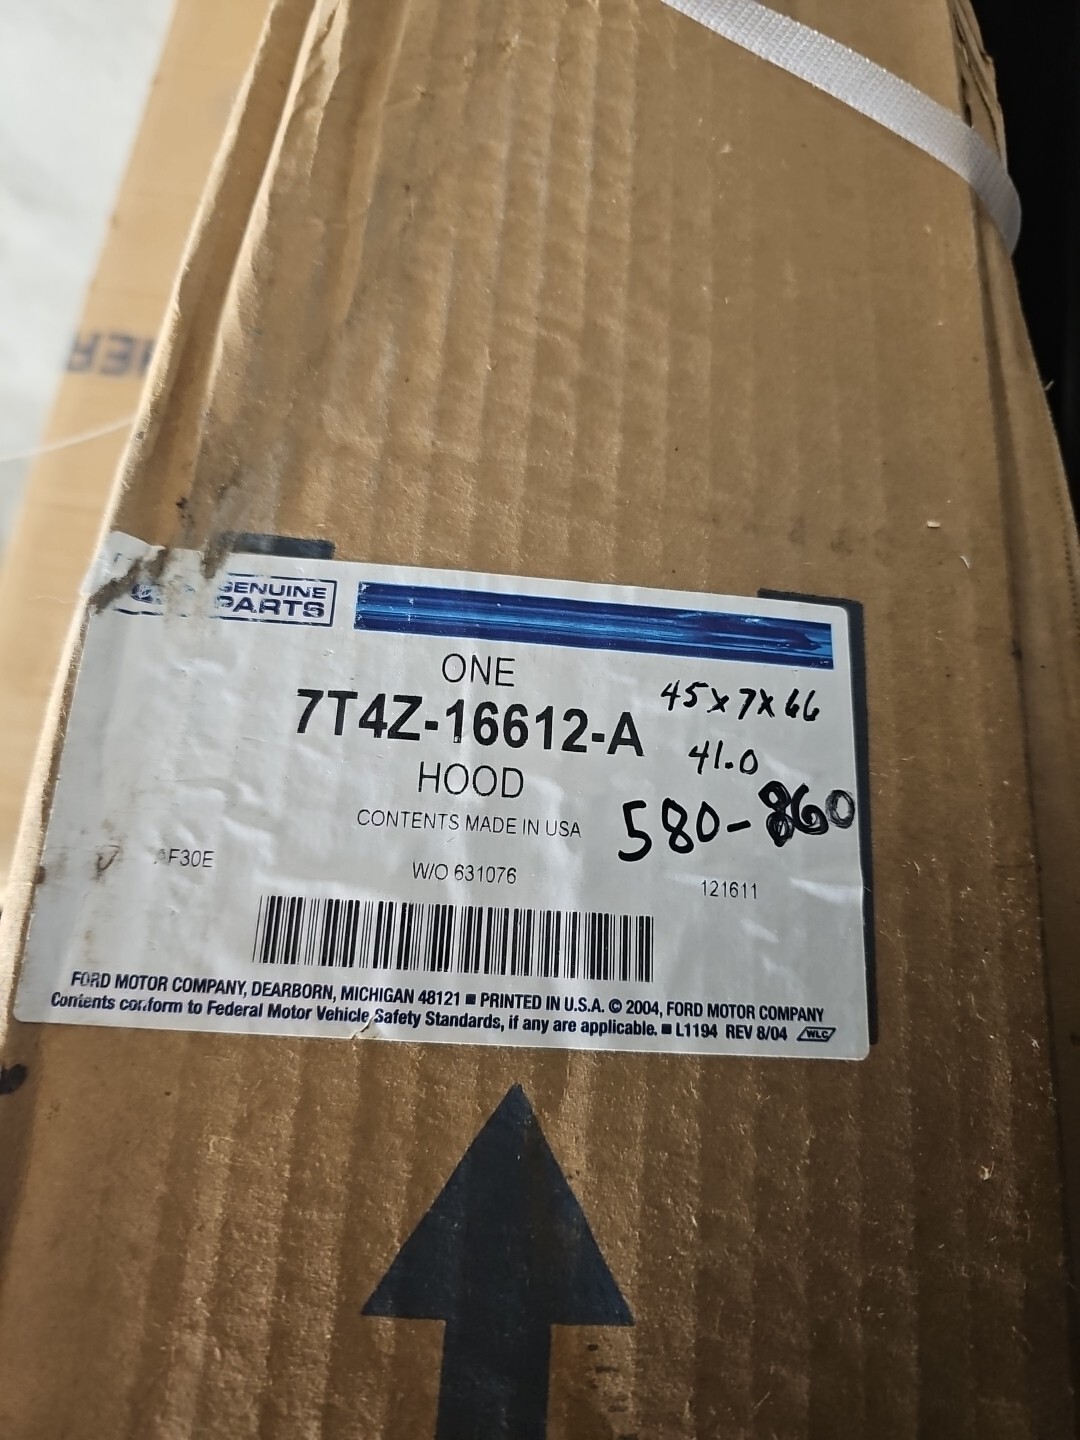 HER
GENUINE
PARTS
ONE
7T4Z-16612-A
45x7x66
41.0
HOOD
580-860
CONTENTS MADE IN USA
AF30E
W/O 631076
121611
FORD MOTOR COMPANY, DEARBORN, MICHIGAN 48121 ■ PRINTED IN U.S.A. © 2004, FORD MOTOR COMPANY
Contents conform to Federal Motor Vehicle Safety Standards, if any are applicable. ■ L1194 REV 8/04 WLC